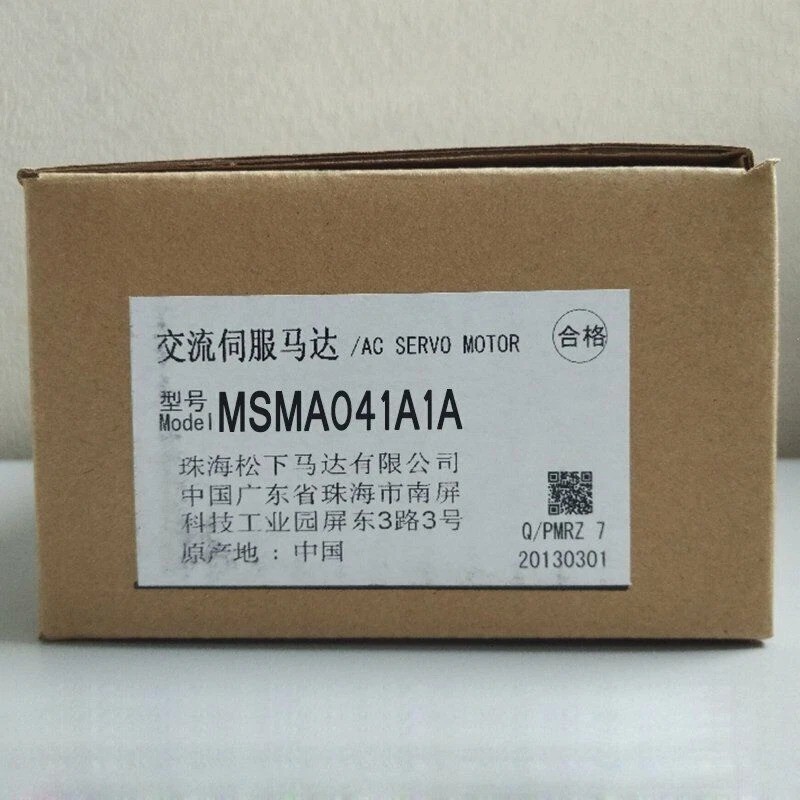 交流伺服马达 /AC SERVO MOTOR
合格
型号
Model MSMA041A1A
珠海松下马达有限公司
中国广东省珠海市南屏
科技工业园屏东3路3号
原产地：中国
Q/PMRZ 7
20130301